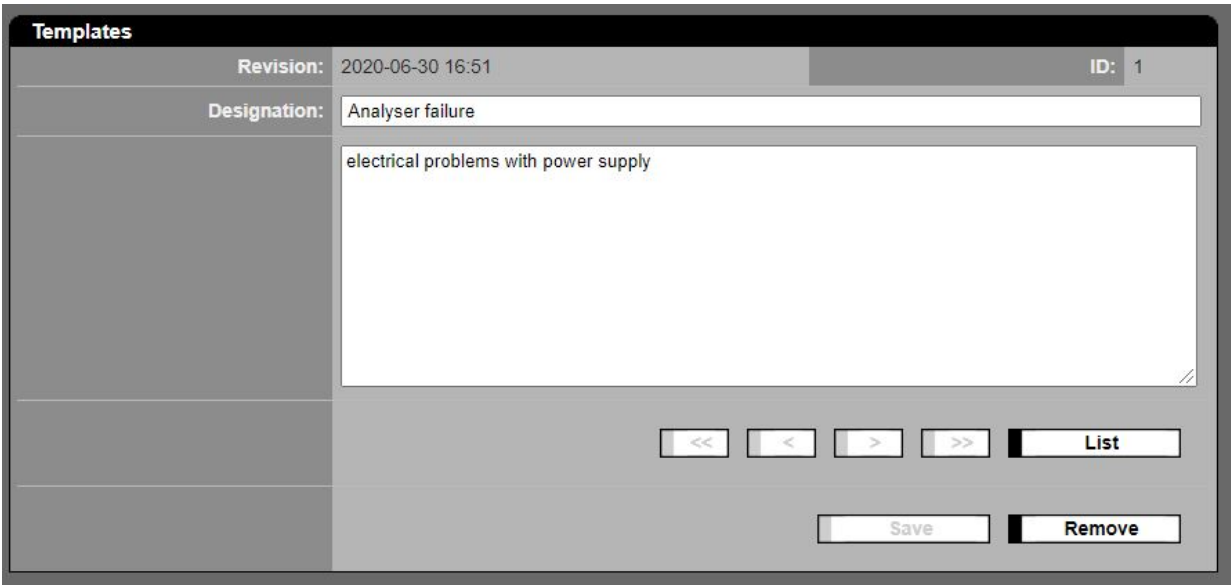 Templates
Revision: 2020-06-30 16:51 ID: 1
Designation: Analyser failure
electrical problems with power supply
<< < > >> List
Save Remove